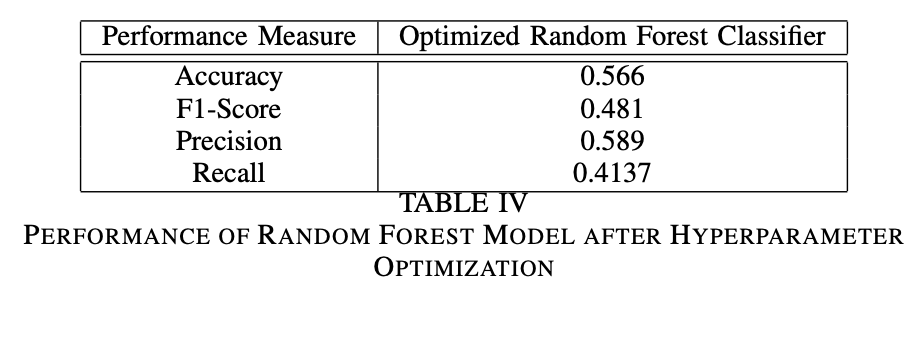 Performance Measure Optimized Random Forest Classifier
Accuracy 0.566
F1-Score 0.481
Precision 0.589
Recall 0.4137
TABLE IV
PERFORMANCE OF RANDOM FOREST MODEL AFTER HYPERPARAMETER
OPTIMIZATION